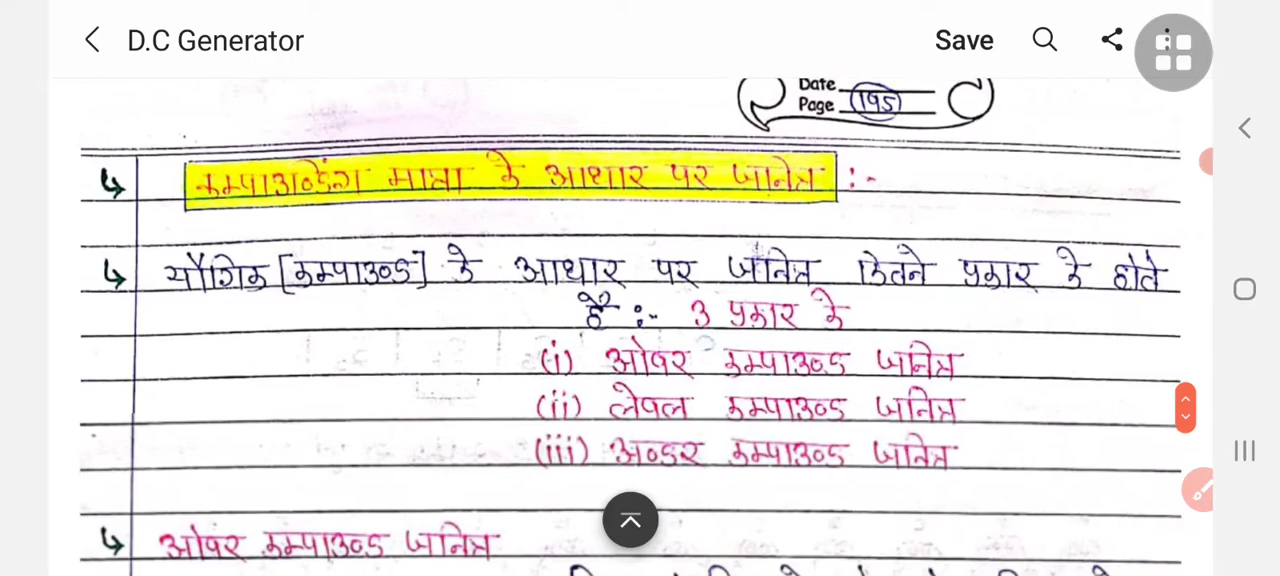 D.C Generator Save
Date
Page 195
कम्पाउन्डिंग मात्रा के आधार पर जनित्र :-
यौगिक [कम्पाउण्ड] के आधार पर जनित्र कितने प्रकार के होते
है :- 3 प्रकार के
(i) ओवर कम्पाउण्ड जनित्र
(ii) लेवल कम्पाउण्ड जनित्र
(iii) अण्डर कम्पाउण्ड जनित्र
ओवर कम्पाउण्ड जनित्र